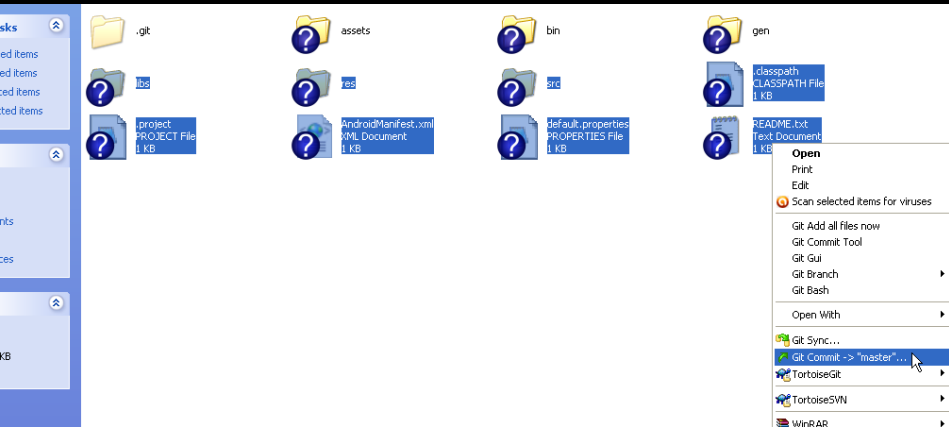 sks
ed items
ed items
cted items
cted items
nts
ces
KB
.git
assets
bin
gen
libs
res
src
.classpath
CLASSPATH File
1 KB
.project
PROJECT File
1 KB
AndroidManifest.xml
XML Document
1 KB
default.properties
PROPERTIES File
1 KB
README.txt
Text Document
1 KB
Open
Print
Edit
Scan selected items for viruses
Git Add all files now
Git Commit Tool
Git Gui
Git Branch
Git Bash
Open With
Git Sync...
Git Commit -> "master"...
TortoiseGit
TortoiseSVN
WinRAR